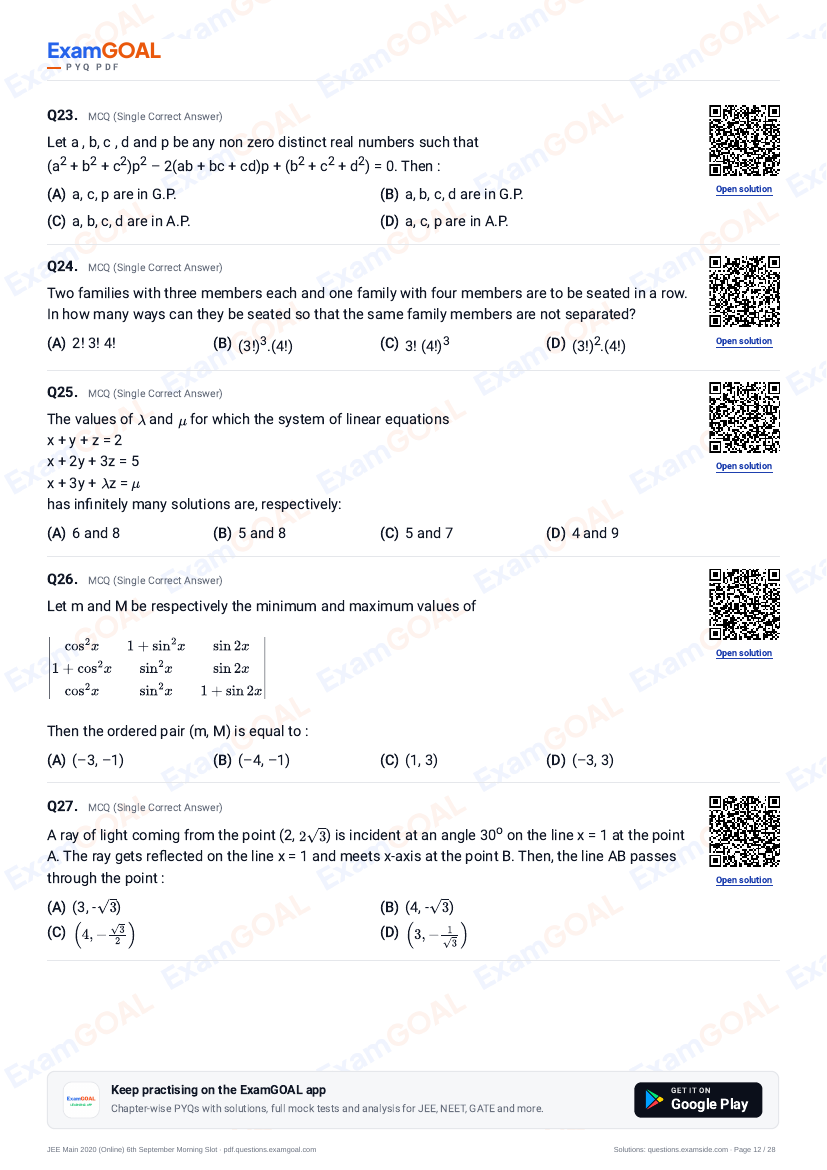 ExamGOAL
PYQ PDF
Q23. MCQ (Single Correct Answer)
Let a , b, c , d and p be any non zero distinct real numbers such that
(a² + b² + c²)p² − 2(ab + bc + cd)p + (b² + c² + d²) = 0. Then :
(A) a, c, p are in G.P. (B) a, b, c, d are in G.P.
(C) a, b, c, d are in A.P. (D) a, c, p are in A.P.
Open solution
Q24. MCQ (Single Correct Answer)
Two families with three members each and one family with four members are to be seated in a row.
In how many ways can they be seated so that the same family members are not separated?
(A) 2! 3! 4! (B) (3!)³.(4!) (C) 3! (4!)³ (D) (3!)².(4!)
Open solution
Q25. MCQ (Single Correct Answer)
The values of λ and μ for which the system of linear equations
x + y + z = 2
x + 2y + 3z = 5
x + 3y + λz = μ
has infinitely many solutions are, respectively:
(A) 6 and 8 (B) 5 and 8 (C) 5 and 7 (D) 4 and 9
Open solution
Q26. MCQ (Single Correct Answer)
Let m and M be respectively the minimum and maximum values of
| cos²x 1 + sin²x sin 2x |
| 1 + cos²x sin²x sin 2x |
| cos²x sin²x 1 + sin 2x |
Then the ordered pair (m, M) is equal to :
(A) (−3, −1) (B) (−4, −1) (C) (1, 3) (D) (−3, 3)
Open solution
Q27. MCQ (Single Correct Answer)
A ray of light coming from the point (2, 2√3) is incident at an angle 30° on the line x = 1 at the point
A. The ray gets reflected on the line x = 1 and meets x-axis at the point B. Then, the line AB passes
through the point :
(A) (3, -√3) (B) (4, -√3)
(C) (4, −√3/2) (D) (3, −1/√3)
Open solution
Keep practising on the ExamGOAL app
Chapter-wise PYQs with solutions, full mock tests and analysis for JEE, NEET, GATE and more.
GET IT ON
Google Play
JEE Main 2020 (Online) 6th September Morning Slot · pdf.questions.examgoal.com Solutions: questions.examside.com · Page 12 / 28